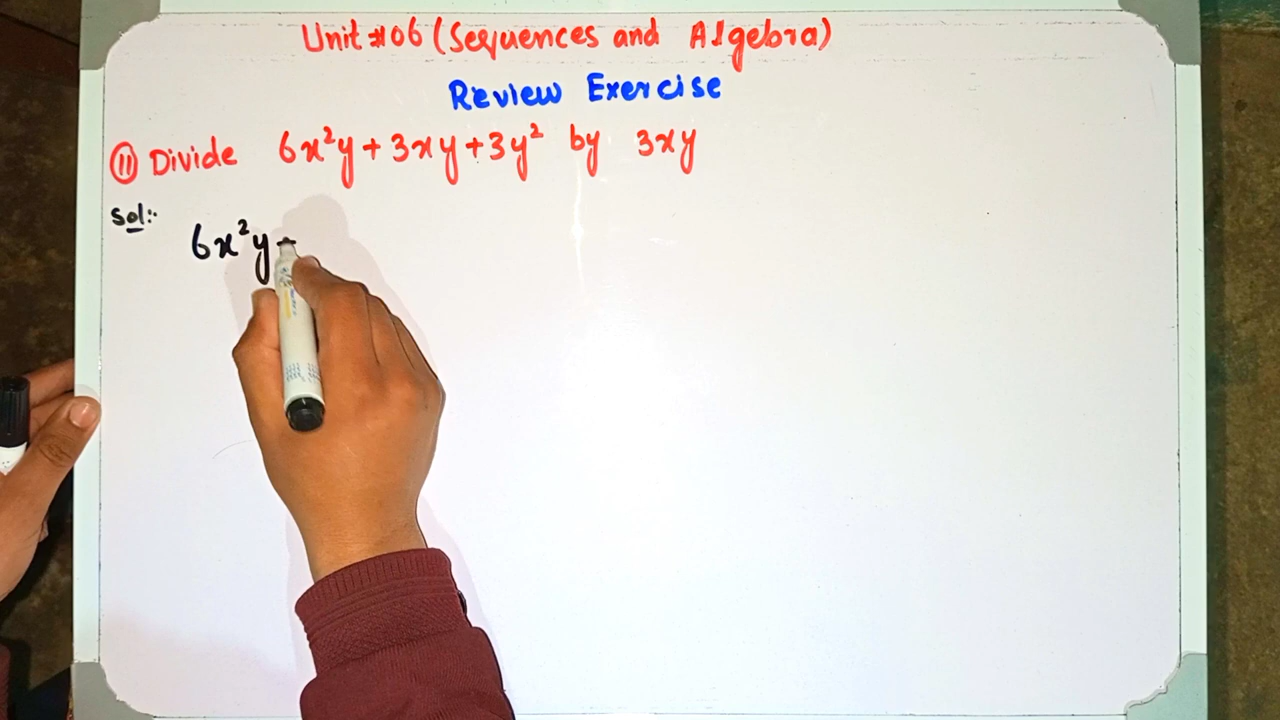 Unit #06 (Sequences and Algebra)
Review Exercise
11 Divide 6x²y + 3xy + 3y² by 3xy
Sol:-
6x²y +